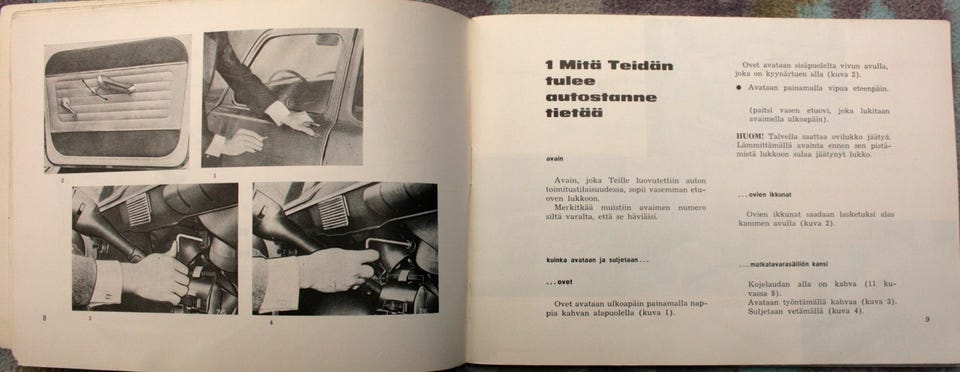 2
1
3
4
8
1 Mitä Teidän
tulee
autostanne
tietää
avain
Avain, joka Teille luovutettiin auton
toimitustilaisuudessa, sopii vasemman etu-
oven lukkoon.
Merkitkää muistiin avaimen numero
siltä varalta, että se häviäisi.
kuinka avataan ja suljetaan...
...ovet
Ovet avataan ulkoapäin painamalla nap-
pia kahvan alapuolella (kuva 1).
Ovet avataan sisäpuolelta vivun avulla,
joka on kyynärtuen alla (kuva 2).
● Avataan painamalla vipua eteenpäin.
(paitsi vasen etuovi, joka lukitaan
avaimella ulkoapäin).
HUOM! Talvella saattaa ovilukko jäätyä.
Lämmittämällä avainta ennen sen pistä-
mistä lukkoon sulaa jäätynyt lukko.
...ovien ikkunat
Ovien ikkunat saadaan lasketuksi alas
kammen avulla (kuva 2).
...matkatavarasäiliön kansi
Kojelaudan alla on kahva (11 ku-
vassa 8).
Avataan työntämällä kahvaa (kuva 3).
Suljetaan vetämällä (kuva 4).
9